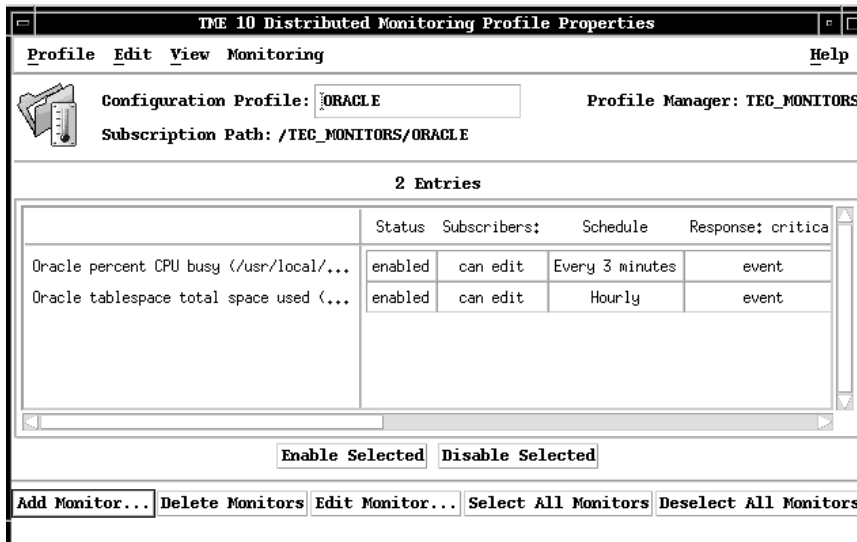 TME 10 Distributed Monitoring Profile Properties
Profile Edit View Monitoring Help
Configuration Profile: ORACLE Profile Manager: TEC_MONITORS
Subscription Path: /TEC_MONITORS/ORACLE
2 Entries
Status Subscribers: Schedule Response: critica
Oracle percent CPU busy (/usr/local/... enabled can edit Every 3 minutes event
Oracle tablespace total space used (... enabled can edit Hourly event
Enable Selected Disable Selected
Add Monitor... Delete Monitors Edit Monitor... Select All Monitors Deselect All Monitors